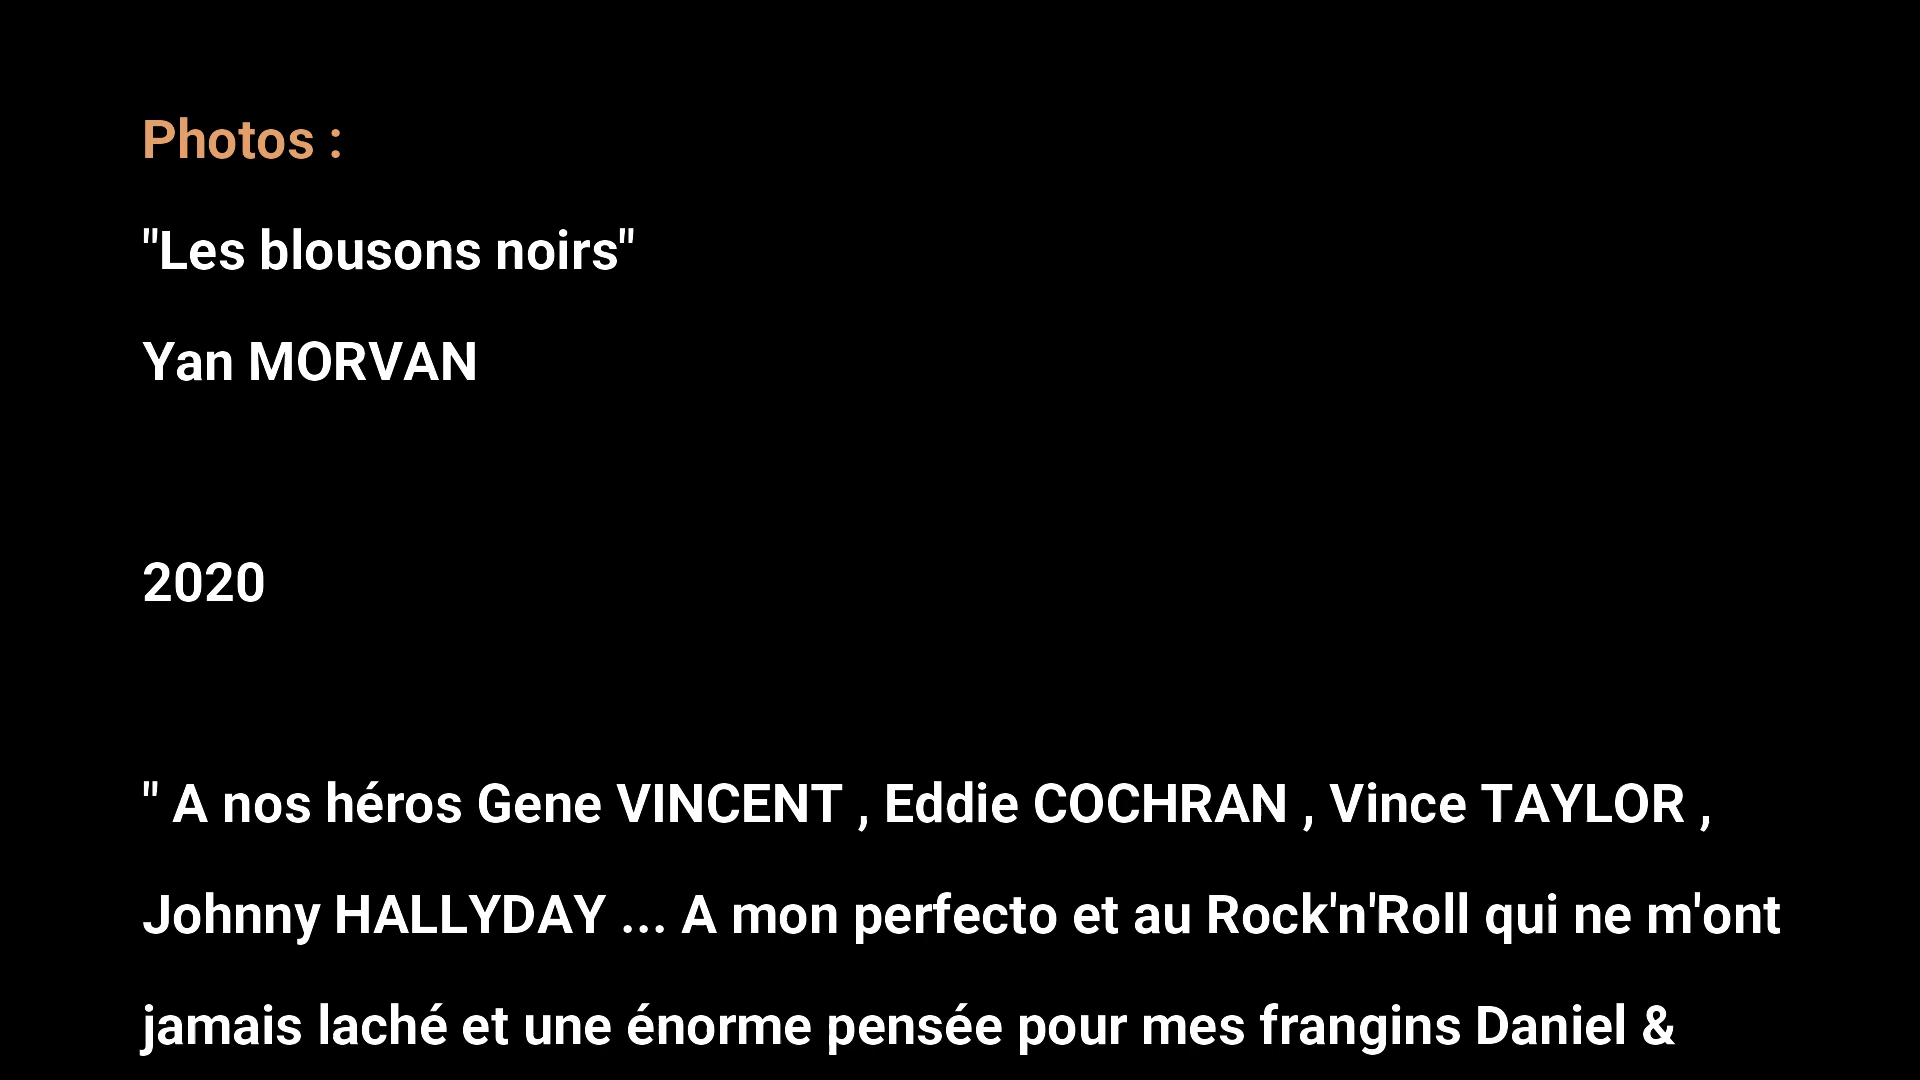 Photos :
"Les blousons noirs"
Yan MORVAN
2020
" A nos héros Gene VINCENT , Eddie COCHRAN , Vince TAYLOR ,
Johnny HALLYDAY ... A mon perfecto et au Rock'n'Roll qui ne m'ont
jamais laché et une énorme pensée pour mes frangins Daniel &